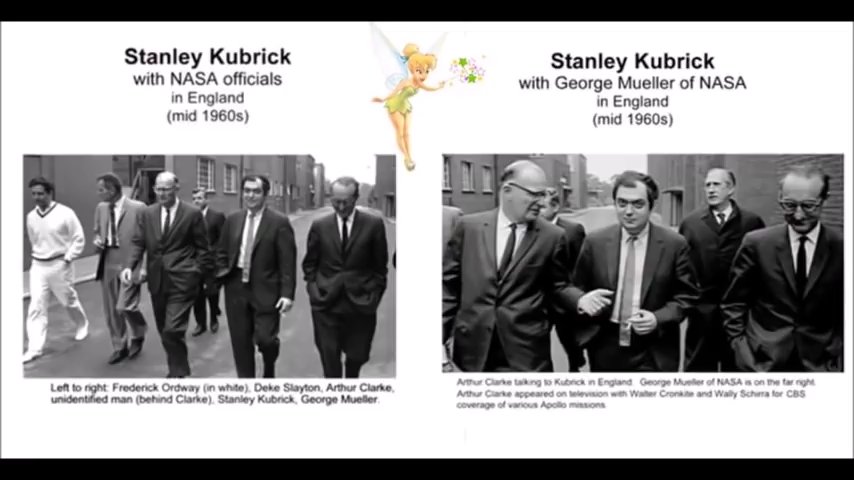 Stanley Kubrick
with NASA officials
in England
(mid 1960s)
Left to right: Frederick Ordway (in white), Deke Slayton, Arthur Clarke,
unidentified man (behind Clarke), Stanley Kubrick, George Mueller.
Stanley Kubrick
with George Mueller of NASA
in England
(mid 1960s)
Arthur Clarke talking to Kubrick in England. George Mueller of NASA is on the far right.
Arthur Clarke appeared on television with Walter Cronkite and Wally Schirra for CBS
coverage of various Apollo missions.